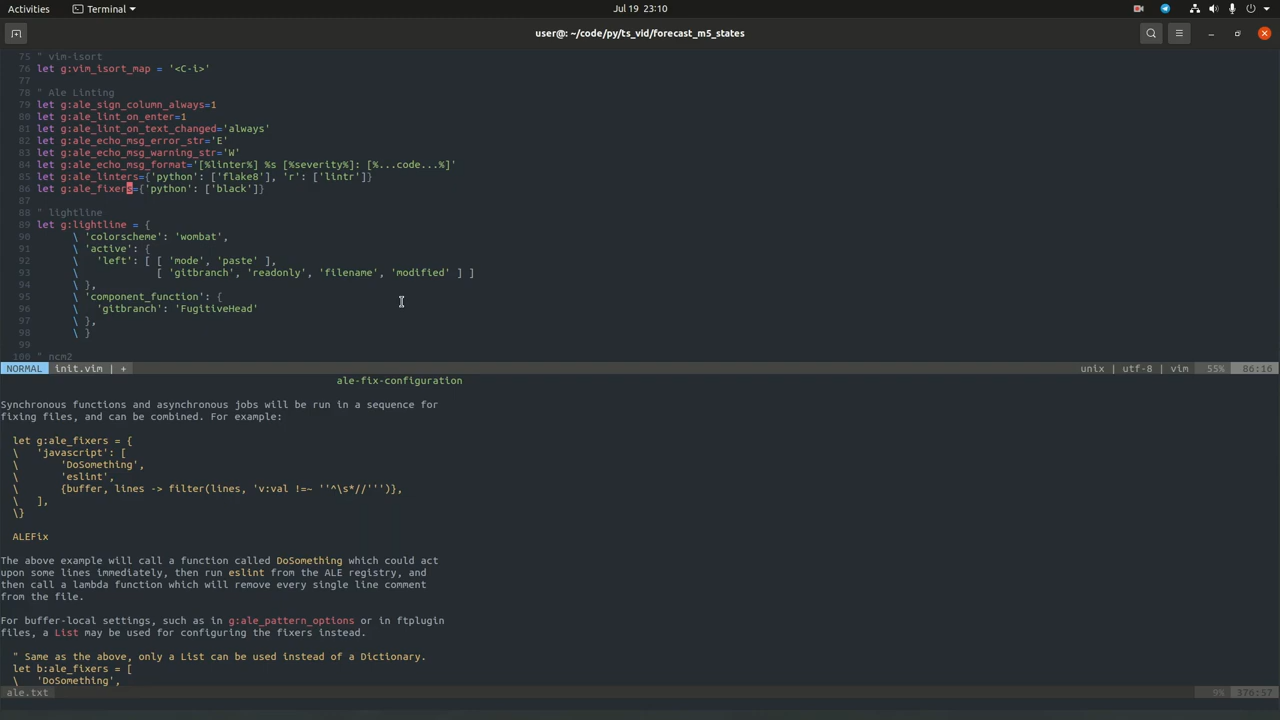 Activities
Terminal
Jul 19 23:10
user@: ~/code/py/ts_vid/forecast_m5_states
75 " vim-isort
76 let g:vim_isort_map = '<C-i>'
77
78 " Ale Linting
79 let g:ale_sign_column_always=1
80 let g:ale_lint_on_enter=1
81 let g:ale_lint_on_text_changed='always'
82 let g:ale_echo_msg_error_str='E'
83 let g:ale_echo_msg_warning_str='W'
84 let g:ale_echo_msg_format='[%linter%] %s [%severity%]: [%...code...%]'
85 let g:ale_linters={'python': ['flake8'], 'r': ['lintr']}
86 let g:ale_fixers={'python': ['black']}
87
88 " lightline
89 let g:lightline = {
90       \ 'colorscheme': 'wombat',
91       \ 'active': {
92       \   'left': [ [ 'mode', 'paste' ],
93       \             [ 'gitbranch', 'readonly', 'filename', 'modified' ] ]
94       \ },
95       \ 'component_function': {
96       \   'gitbranch': 'FugitiveHead'
97       \ },
98       \ }
99
100 " ncm2
NORMAL  init.vim | +  unix | utf-8 | vim  55%  86:16
ale-fix-configuration
Synchronous functions and asynchronous jobs will be run in a sequence for
fixing files, and can be combined. For example:
let g:ale_fixers = {
\   'javascript': [
\       'DoSomething',
\       'eslint',
\       {buffer, lines -> filter(lines, 'v:val !=~ ''^\s*//''')},
\   ],
\}
ALEFix
The above example will call a function called DoSomething which could act
upon some lines immediately, then run eslint from the ALE registry, and
then call a lambda function which will remove every single line comment
from the file.
For buffer-local settings, such as in g:ale_pattern_options or in ftplugin
files, a List may be used for configuring the fixers instead.
" Same as the above, only a List can be used instead of a Dictionary.
let b:ale_fixers = [
\   'DoSomething',
ale.txt  9%  376:57